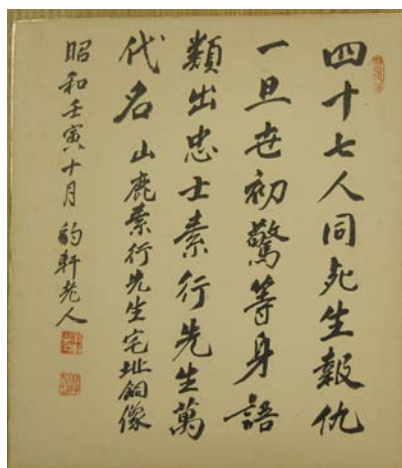 四十七人同死生報仇
一旦世初驚等身語
類出忠士素行先生萬
代名 山鹿素行先生宅址銅像
昭和壬寅十月 豹軒老人